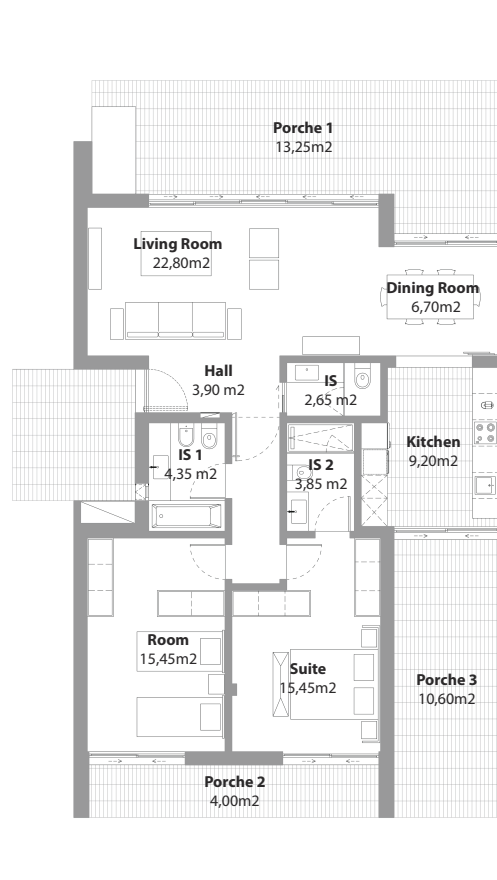 Porche 1
13,25m2
Living Room
22,80m2
Dining Room
6,70m2
Hall
3,90 m2
IS
2,65 m2
IS 1
4,35 m2
IS 2
3,85 m2
Kitchen
9,20m2
Room
15,45m2
Suite
15,45m2
Porche 3
10,60m2
Porche 2
4,00m2